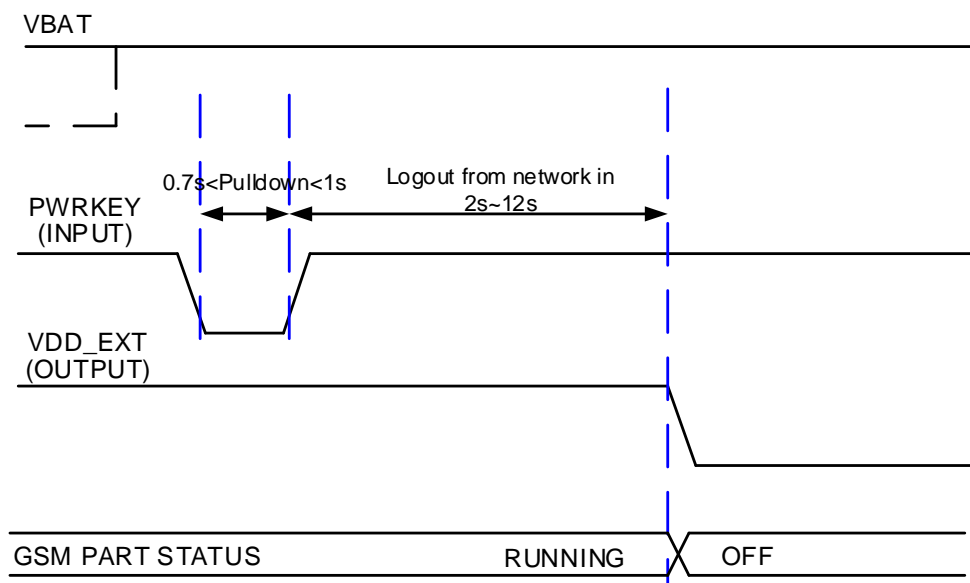 VBAT
0.7s<Pulldown<1s
Logout from network in
2s~12s
PWRKEY
(INPUT)
VDD_EXT
(OUTPUT)
GSM PART STATUS
RUNNING
OFF